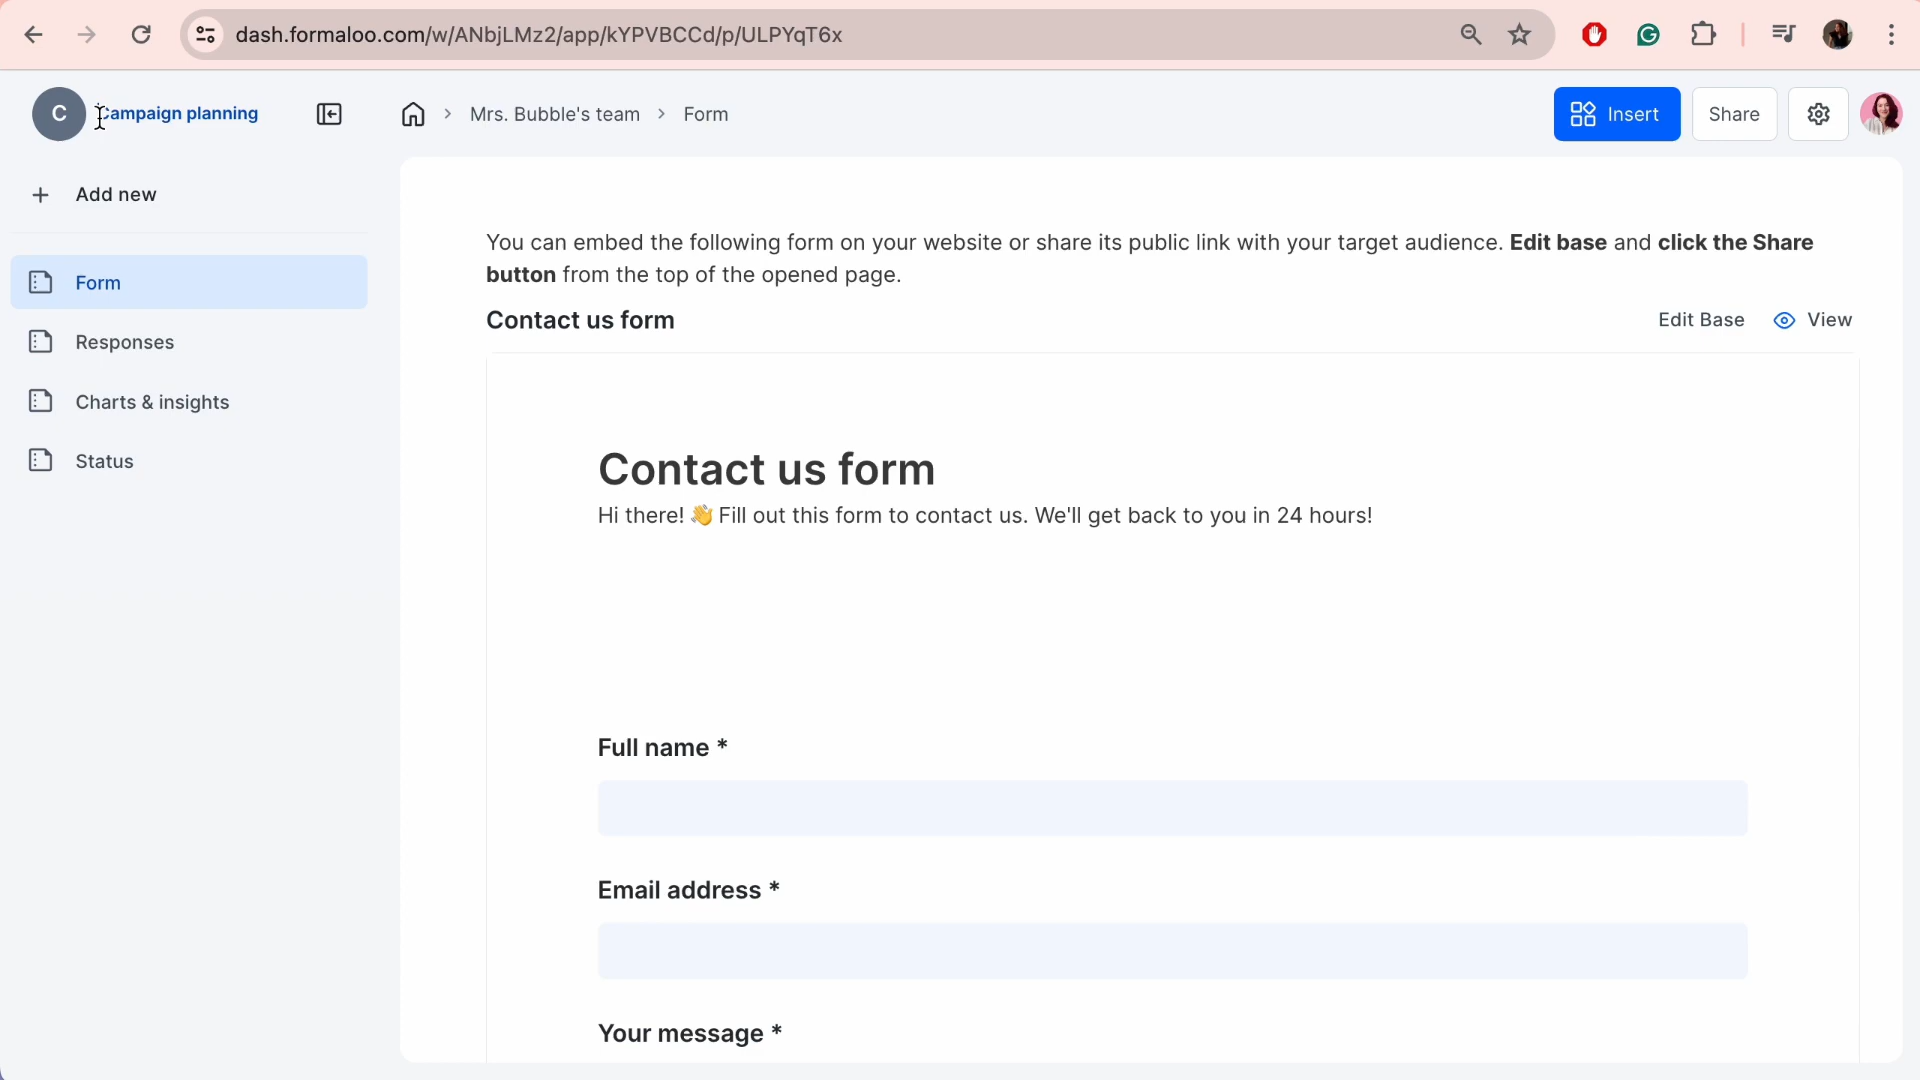 dash.formaloo.com/w/ANbjLMz2/app/kYPVBCCd/p/ULPYqT6x
C
Campaign planning
Mrs. Bubble's team
Form
Insert
Share
Add new
Form
Responses
Charts & insights
Status
You can embed the following form on your website or share its public link with your target audience. Edit base and click the Share
button from the top of the opened page.
Contact us form
Edit Base
View
Contact us form
Hi there! 👋 Fill out this form to contact us. We'll get back to you in 24 hours!
Full name *
Email address *
Your message *